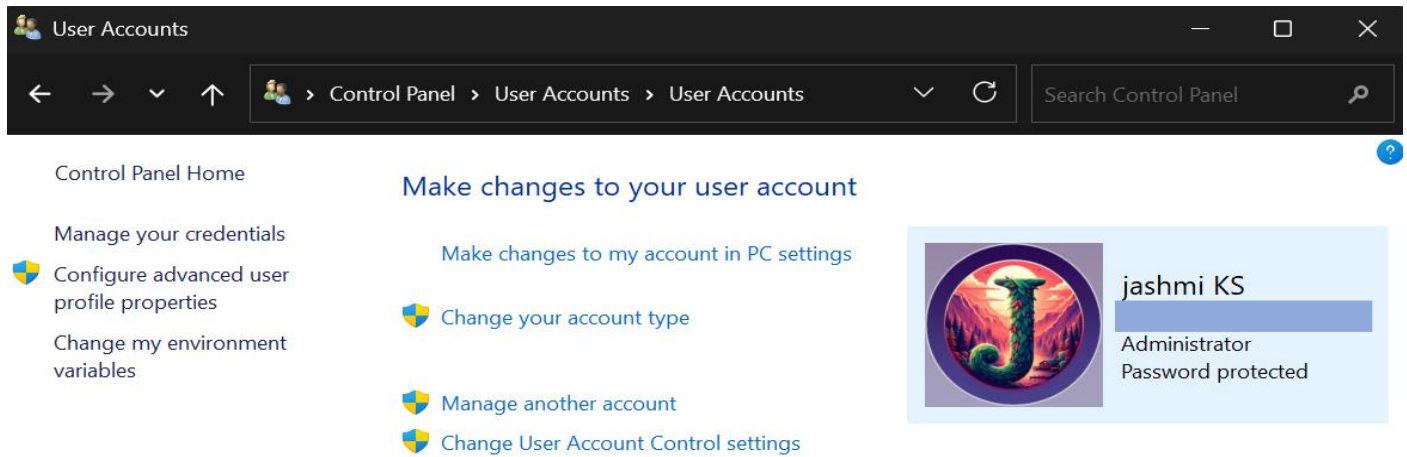 User Accounts
Control Panel > User Accounts > User Accounts
Search Control Panel
?
Control Panel Home
Manage your credentials
Configure advanced user
profile properties
Change my environment
variables
Make changes to your user account
Make changes to my account in PC settings
Change your account type
Manage another account
Change User Account Control settings
J
jashmi KS
Administrator
Password protected